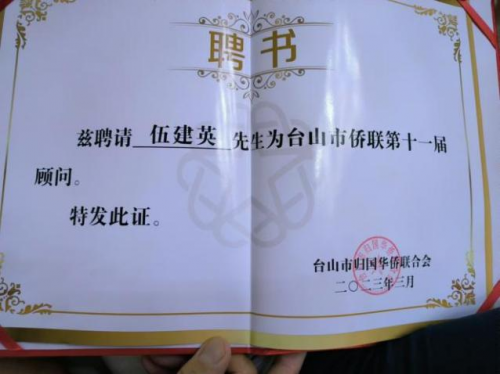 聘书
兹聘请 伍建英 先生为台山市侨联第十一届
顾问。
特发此证。
台山市归国华侨联合会
二〇二三年三月